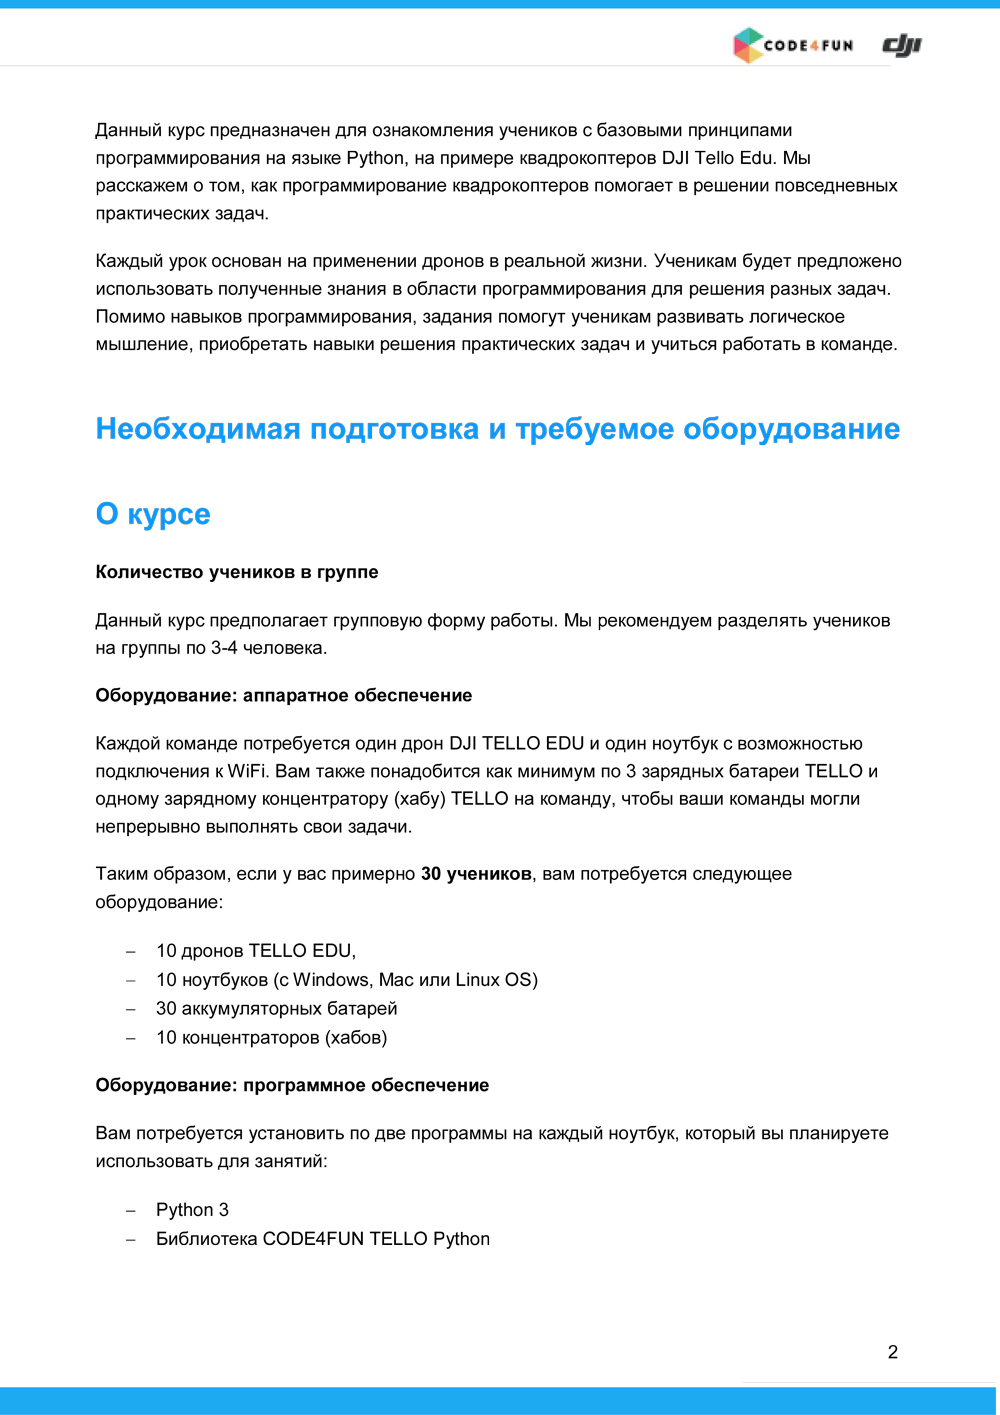 CODE4FUN dji
Данный курс предназначен для ознакомления учеников с базовыми принципами
программирования на языке Python, на примере квадрокоптеров DJI Tello Edu. Мы
расскажем о том, как программирование квадрокоптеров помогает в решении повседневных
практических задач.
Каждый урок основан на применении дронов в реальной жизни. Ученикам будет предложено
использовать полученные знания в области программирования для решения разных задач.
Помимо навыков программирования, задания помогут ученикам развивать логическое
мышление, приобретать навыки решения практических задач и учиться работать в команде.
Необходимая подготовка и требуемое оборудование
О курсе
Количество учеников в группе
Данный курс предполагает групповую форму работы. Мы рекомендуем разделять учеников
на группы по 3-4 человека.
Оборудование: аппаратное обеспечение
Каждой команде потребуется один дрон DJI TELLO EDU и один ноутбук с возможностью
подключения к WiFi. Вам также понадобится как минимум по 3 зарядных батареи TELLO и
одному зарядному концентратору (хабу) TELLO на команду, чтобы ваши команды могли
непрерывно выполнять свои задачи.
Таким образом, если у вас примерно 30 учеников, вам потребуется следующее
оборудование:
– 10 дронов TELLO EDU,
– 10 ноутбуков (с Windows, Mac или Linux OS)
– 30 аккумуляторных батарей
– 10 концентраторов (хабов)
Оборудование: программное обеспечение
Вам потребуется установить по две программы на каждый ноутбук, который вы планируете
использовать для занятий:
– Python 3
– Библиотека CODE4FUN TELLO Python
2